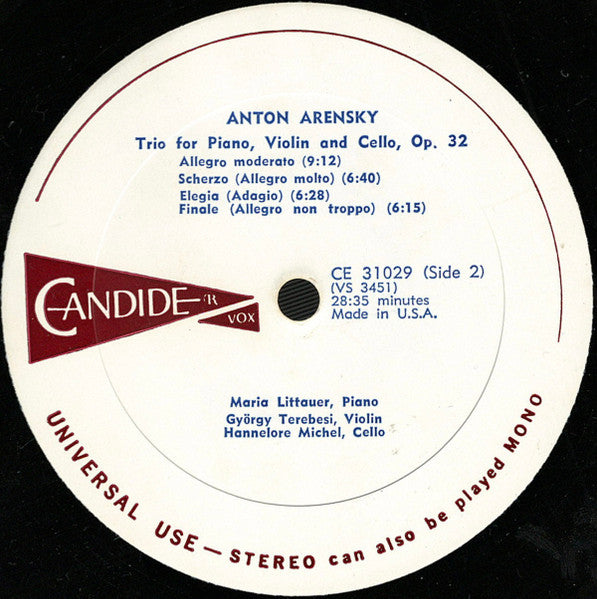 ANTON ARENSKY
Trio for Piano, Violin and Cello, Op. 32
Allegro moderato (9:12)
Scherzo (Allegro molto) (6:40)
Elegia (Adagio) (6:28)
Finale (Allegro non troppo) (6:15)
CANDIDE R
VOX
CE 31029 (Side 2)
(VS 3451)
28:35 minutes
Made in U.S.A.
Maria Littauer, Piano
György Terebesi, Violin
Hannelore Michel, Cello
UNIVERSAL USE — STEREO can also be played MONO